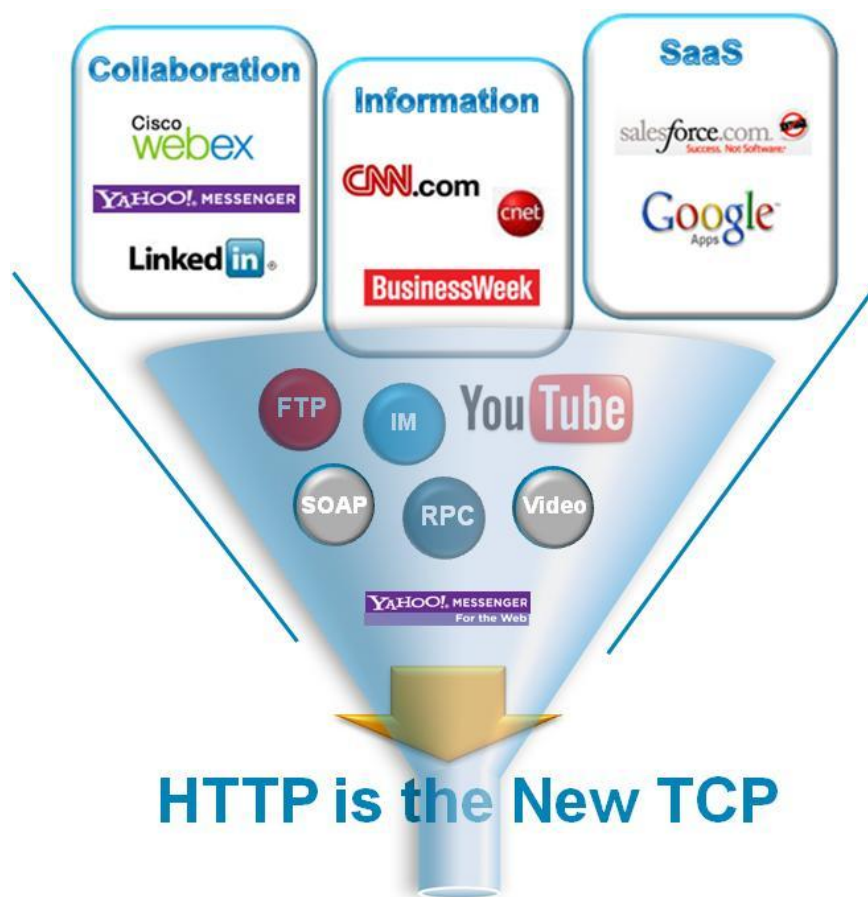 Collaboration
Cisco
webex
YAHOO! MESSENGER
Linked in ®
Information
CNN.com
cnet
BusinessWeek
SaaS
salesforce.com.
Success. Not Software.®
Google™
Apps
FTP
IM
YouTube
SOAP
RPC
Video
YAHOO! MESSENGER
For the Web
HTTP is the New TCP